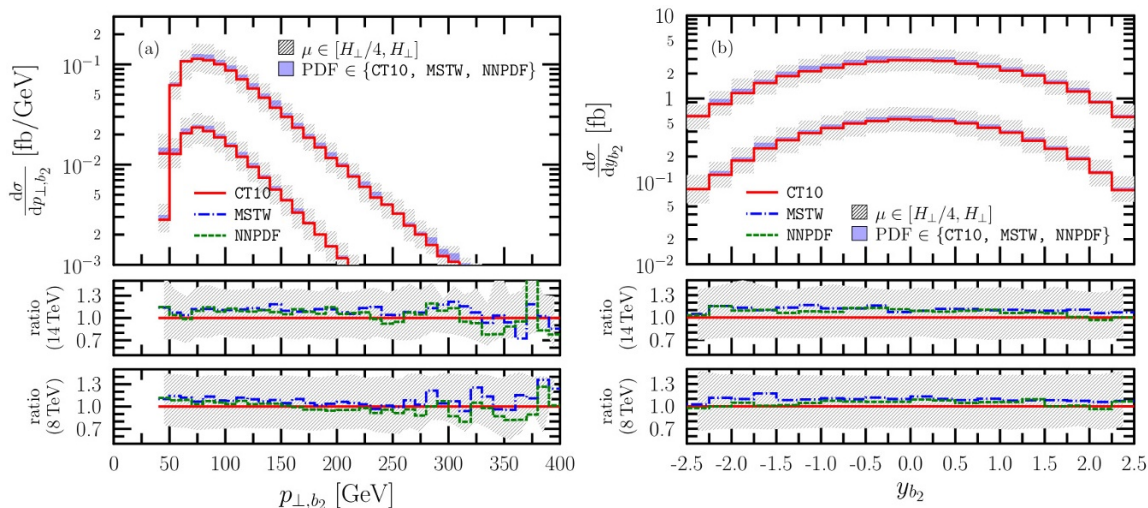 (a)
μ ∈ [H⊥/4, H⊥]
PDF ∈ {CT10, MSTW, NNPDF}
dσ/dp⊥,b₂ [fb/GeV]
2
10⁻¹
5
2
10⁻²
5
2
10⁻³
CT10
MSTW
NNPDF
ratio
(14 TeV)
1.3
1.0
0.7
ratio
(8 TeV)
1.3
1.0
0.7
0 50 100 150 200 250 300 350 400
p⊥,b₂ [GeV]
(b)
dσ/dy_b₂ [fb]
10
5
2
1
5
2
10⁻¹
5
2
10⁻²
CT10
MSTW
NNPDF
μ ∈ [H⊥/4, H⊥]
PDF ∈ {CT10, MSTW, NNPDF}
ratio
(14 TeV)
1.3
1.0
0.7
ratio
(8 TeV)
1.3
1.0
0.7
-2.5 -2.0 -1.5 -1.0 -0.5 0.0 0.5 1.0 1.5 2.0 2.5
y_b₂